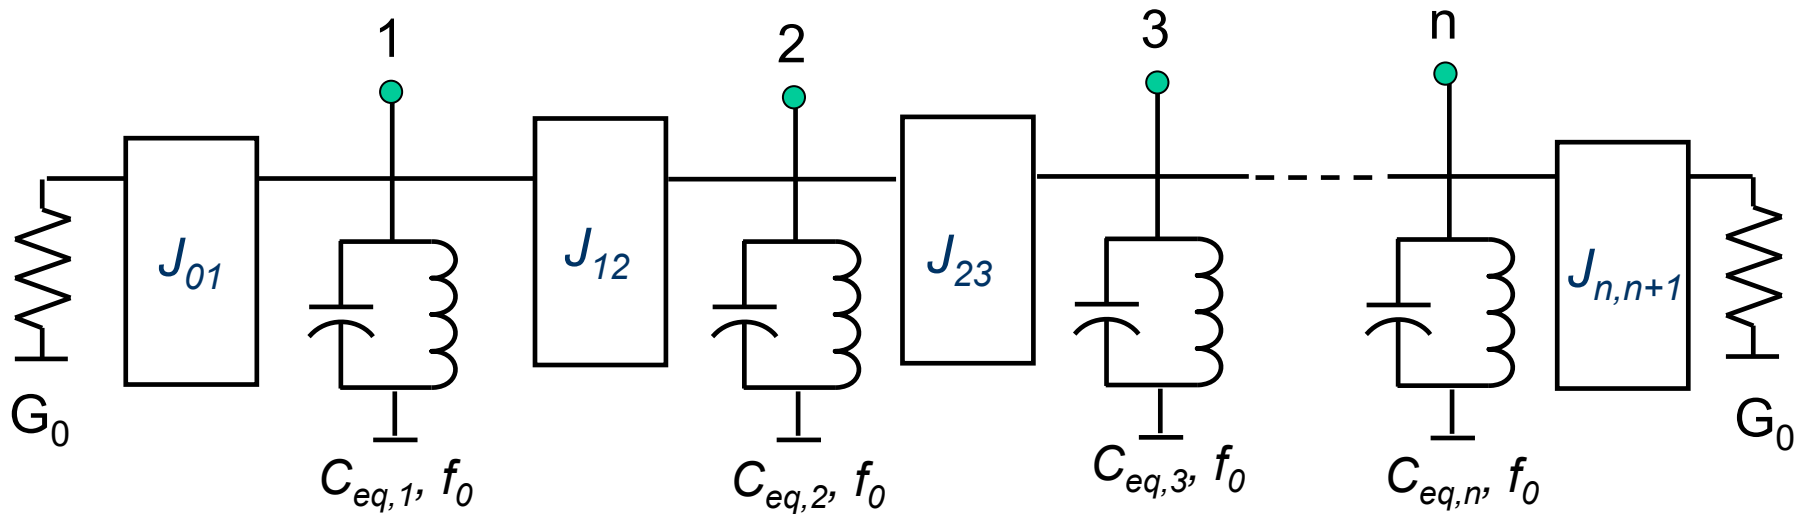 1 2 3 n
J01 J12 J23 Jn,n+1
G0 G0
Ceq,1, f0 Ceq,2, f0 Ceq,3, f0 Ceq,n, f0